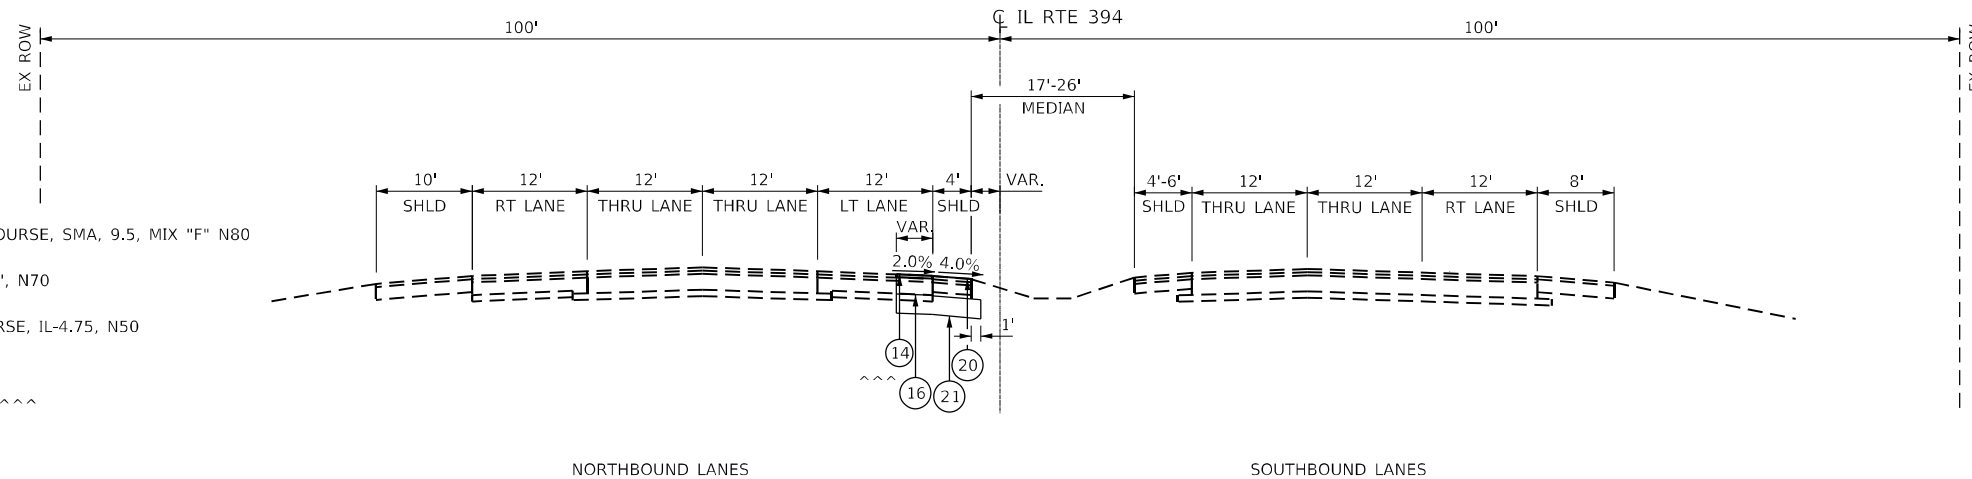 ℄ IL RTE 394
100' 100'
EX ROW
EX ROW
17'-26'
MEDIAN
10' 12' 12' 12' 12' 4' VAR. 4'-6' 12' 12' 12' 8'
SHLD RT LANE THRU LANE THRU LANE LT LANE SHLD SHLD THRU LANE THRU LANE RT LANE SHLD
VAR.
OURSE, SMA, 9.5, MIX "F" N80
2.0% 4.0%
", N70
RSE, IL-4.75, N50
1'
14 20
^^^ 16 21
^^^
NORTHBOUND LANES SOUTHBOUND LANES